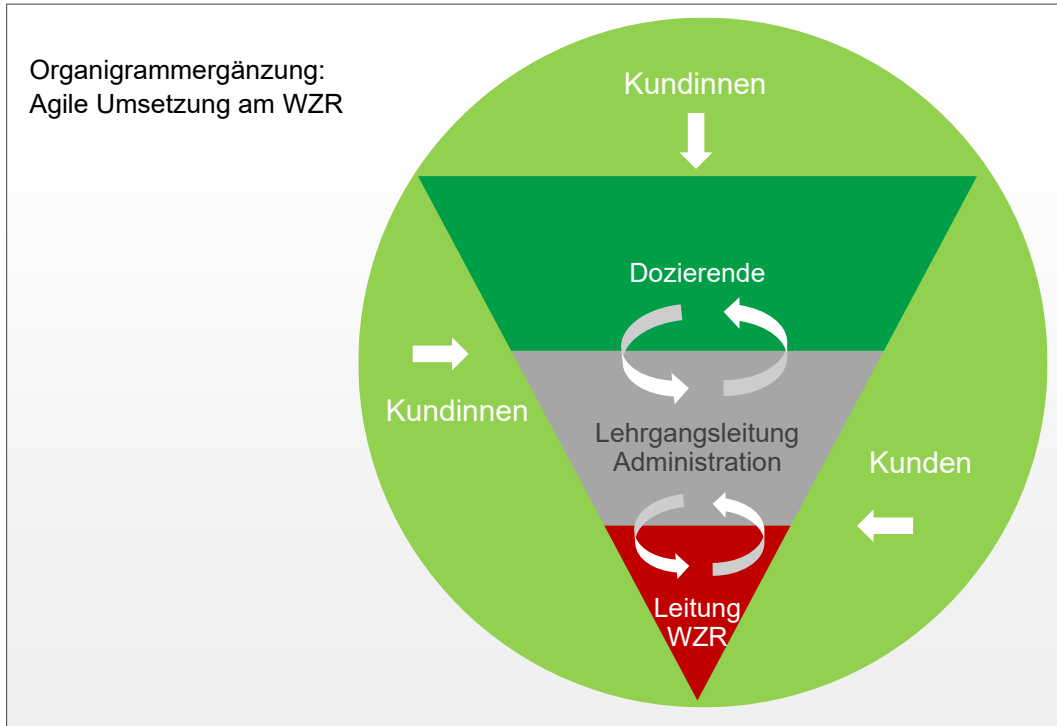 Organigrammergänzung:
Agile Umsetzung am WZR
Kundinnen
Dozierende
Kundinnen
Lehrgangsleitung
Administration
Kunden
Leitung
WZR